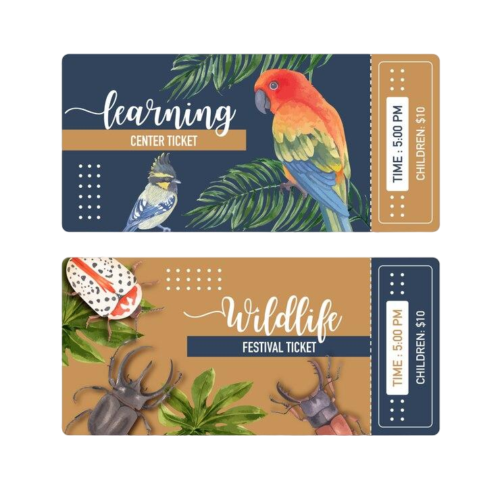 learning
CENTER TICKET
TIME : 5:00 PM
CHILDREN: $10
Wildlife
FESTIVAL TICKET
TIME : 5:00 PM
CHILDREN: $10